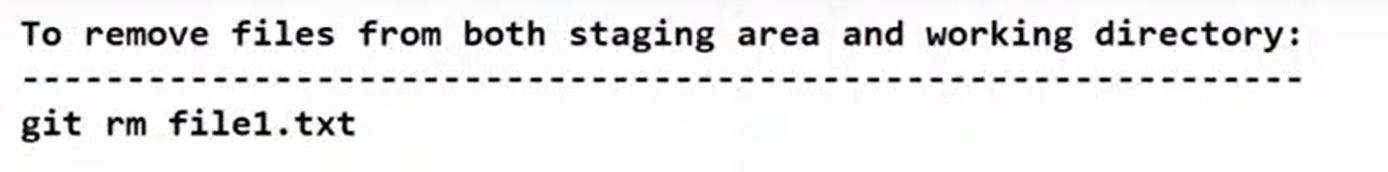 To remove files from both staging area and working directory:
-------------------------------------------------------------
git rm file1.txt